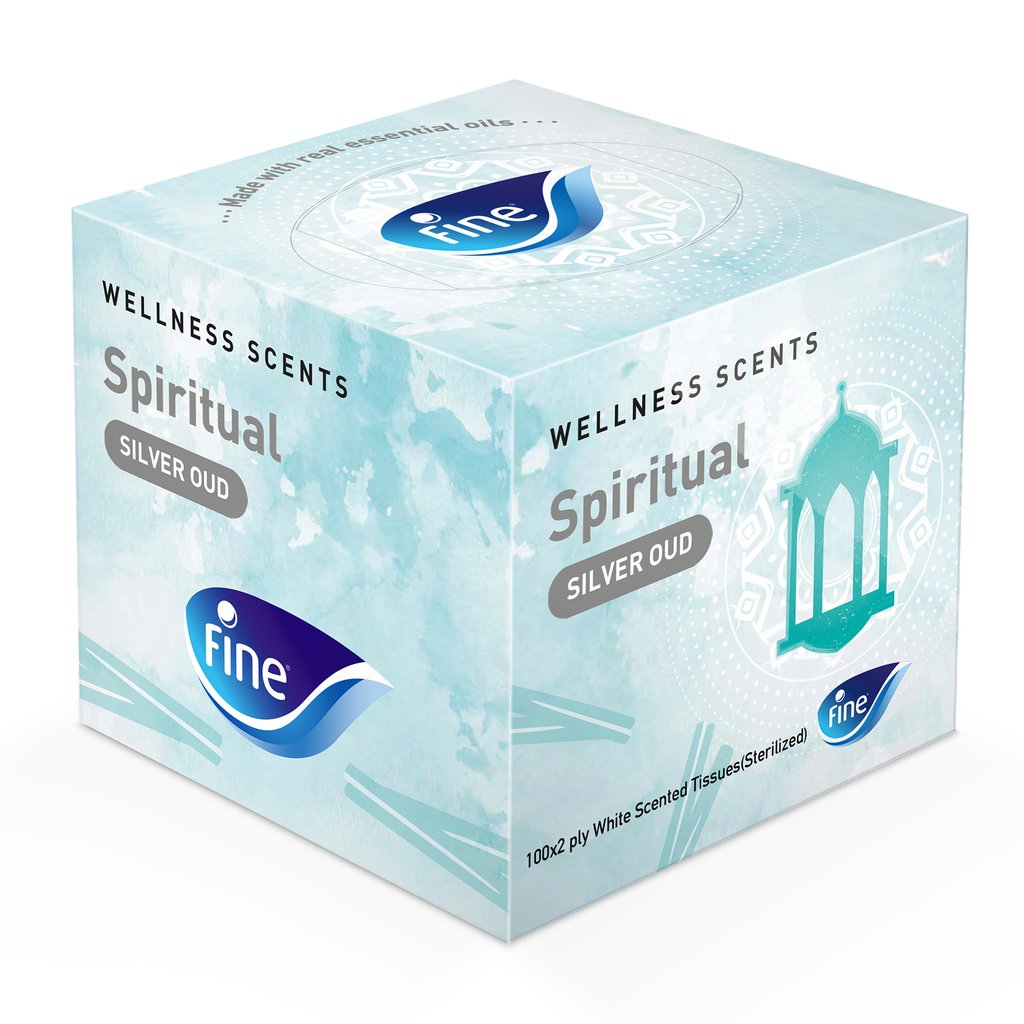 ... Made with real essential oils ...
fine®
WELLNESS SCENTS
Spiritual
SILVER OUD
fine®
WELLNESS SCENTS
Spiritual
SILVER OUD
fine
100x2 ply White Scented Tissues(Sterilized)